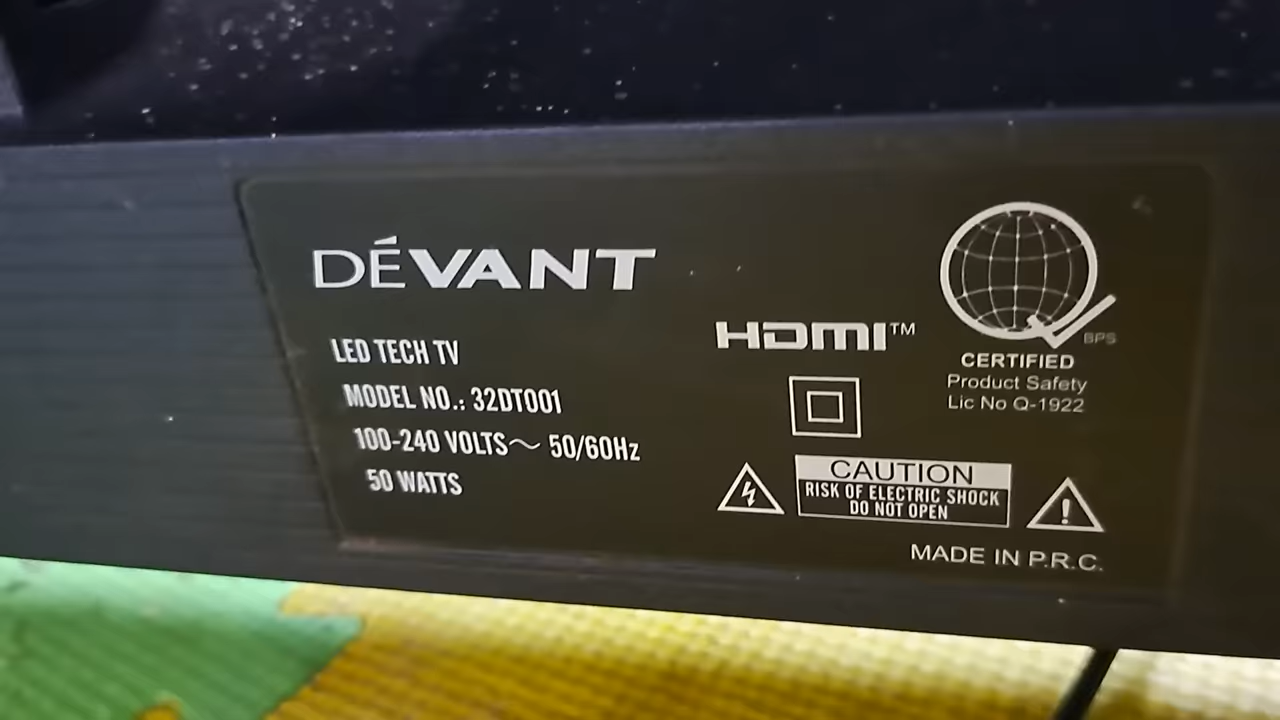 DÉVANT
LED TECH TV
MODEL NO.: 32DT001
100-240 VOLTS～ 50/60Hz
50 WATTS
HDMI™
BPS
CERTIFIED
Product Safety
Lic No Q-1922
CAUTION
RISK OF ELECTRIC SHOCK
DO NOT OPEN
MADE IN P.R.C.